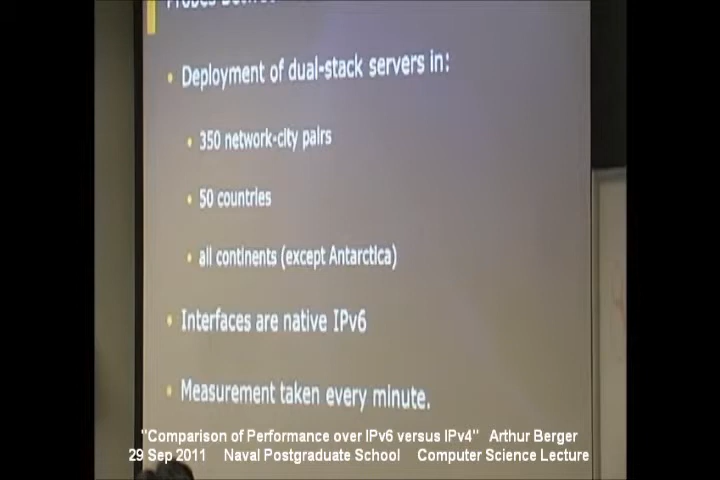 Deployment of dual-stack servers in:
350 network-city pairs
50 countries
all continents (except Antarctica)
Interfaces are native IPv6
Measurement taken every minute.
"Comparison of Performance over IPv6 versus IPv4" Arthur Berger
29 Sep 2011 Naval Postgraduate School Computer Science Lecture